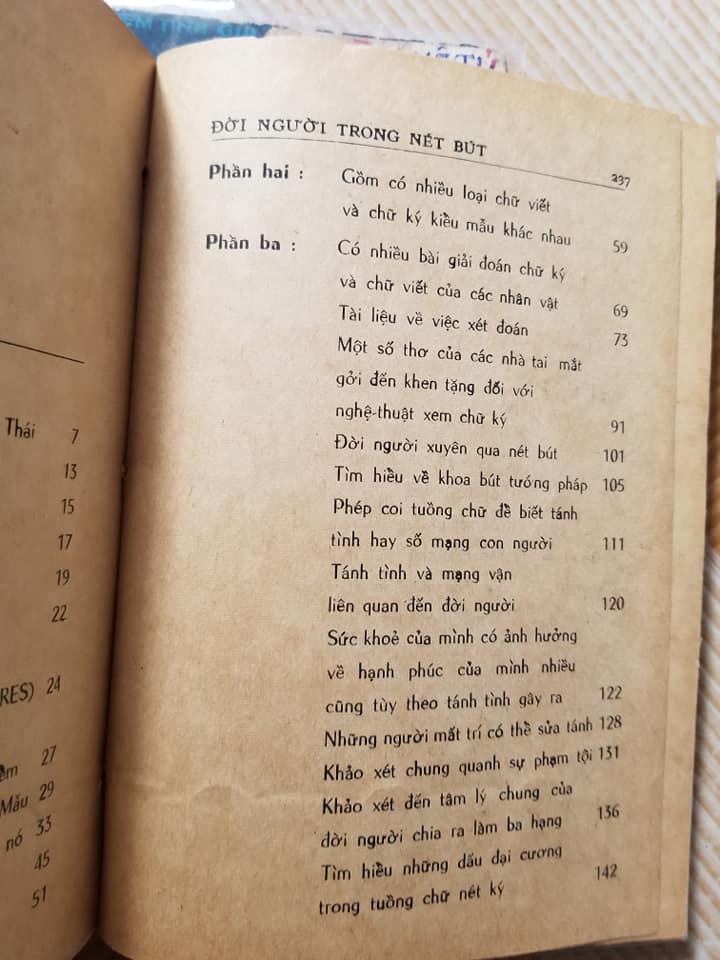 Thái 7
13
15
17
19
22
RES) 24
27
Mẫu 29
nó 33
45
51
ĐỜI NGƯỜI TRONG NÉT BÚT
237
Phần hai : Gồm có nhiều loại chữ viết
và chữ ký kiểu mẫu khác nhau 59
Phần ba : Có nhiều bài giải đoán chữ ký
và chữ viết của các nhân vật 69
Tài liệu về việc xét đoán 73
Một số thơ của các nhà tai mắt
gởi đến khen tặng đối với
nghệ-thuật xem chữ ký 91
Đời người xuyên qua nét bút 101
Tìm hiểu về khoa bút tướng pháp 105
Phép coi tuồng chữ để biết tánh
tình hay số mạng con người 111
Tánh tình và mạng vận
liên quan đến đời người 120
Sức khoẻ của mình có ảnh hưởng
về hạnh phúc của mình nhiều
cũng tùy theo tánh tình gây ra 122
Những người mất trí có thể sửa tánh 128
Khảo xét chung quanh sự phạm tội 131
Khảo xét đến tâm lý chung của
đời người chia ra làm ba hạng 136
Tìm hiểu những dấu đại cương
trong tuồng chữ nét ký 142